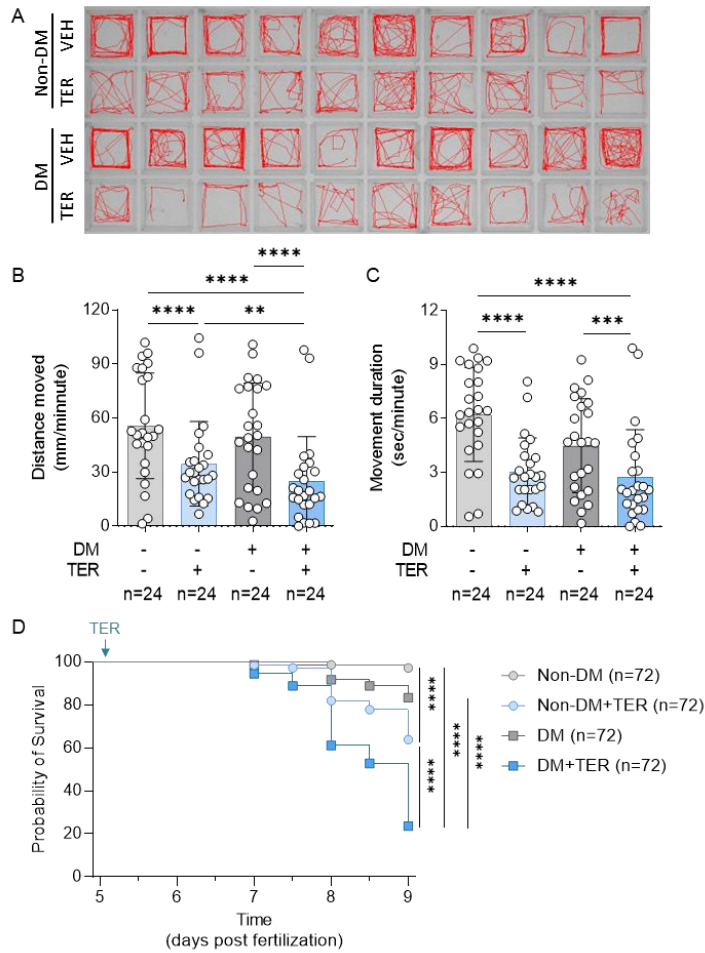 A
Non-DM
VEH
TER
DM
VEH
TER
B
****
****
****
**
Distance moved
(mm/minnute)
120
90
60
30
0
DM - - + +
TER - + - +
n=24 n=24 n=24 n=24
C
****
****
***
Movement duration
(sec/minute)
12
9
6
3
0
DM - - + +
TER - + - +
n=24 n=24 n=24 n=24
D
TER
Probability of Survival
100
80
60
40
20
0
5 6 7 8 9
Time
(days post fertilization)
****
****
****
****
Non-DM (n=72)
Non-DM+TER (n=72)
DM (n=72)
DM+TER (n=72)